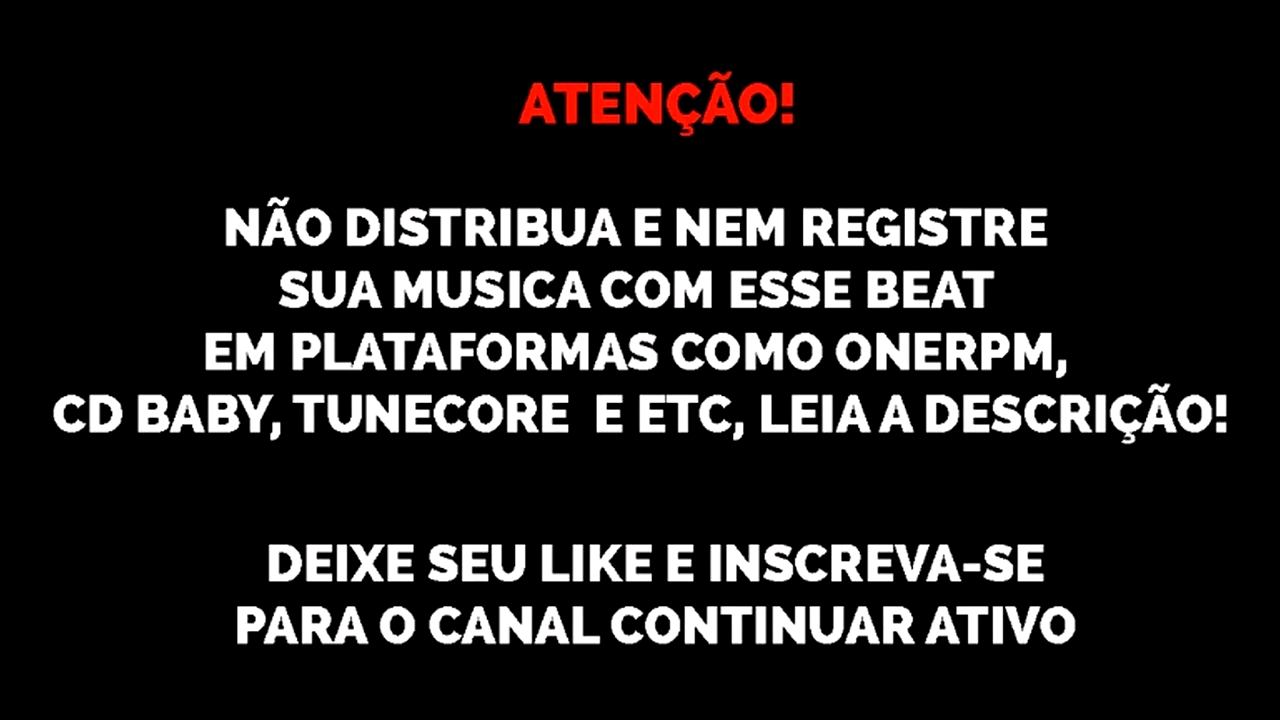 ATENÇÃO!
NÃO DISTRIBUA E NEM REGISTRE
SUA MUSICA COM ESSE BEAT
EM PLATAFORMAS COMO ONERPM,
CD BABY, TUNECORE E ETC, LEIA A DESCRIÇÃO!
DEIXE SEU LIKE E INSCREVA-SE
PARA O CANAL CONTINUAR ATIVO